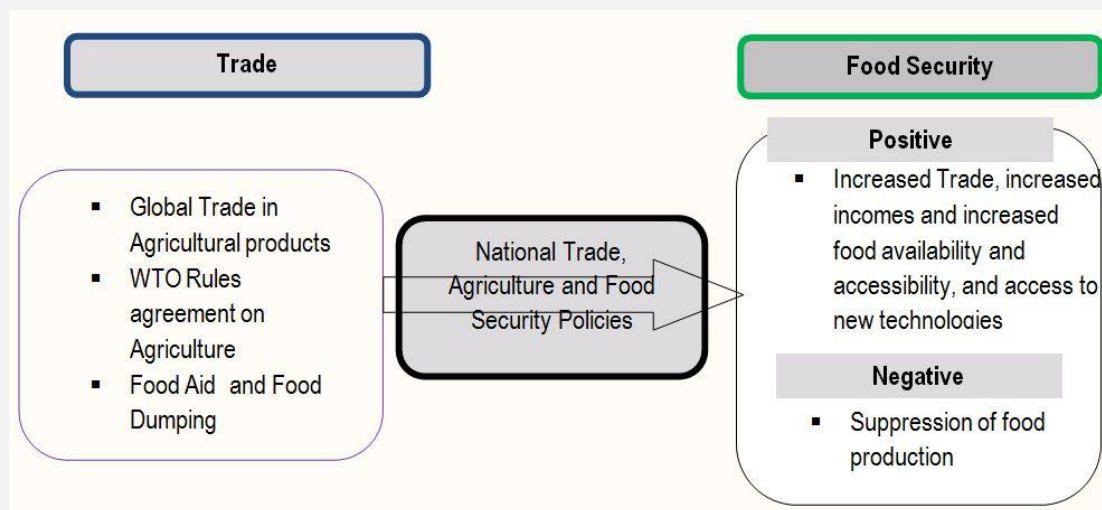 Trade
Food Security
▪ Global Trade in
Agricultural products
▪ WTO Rules
agreement on
Agriculture
▪ Food Aid and Food
Dumping
National Trade,
Agriculture and Food
Security Policies
Positive
▪ Increased Trade, increased
incomes and increased
food availability and
accessibility, and access to
new technologies
Negative
▪ Suppression of food
production